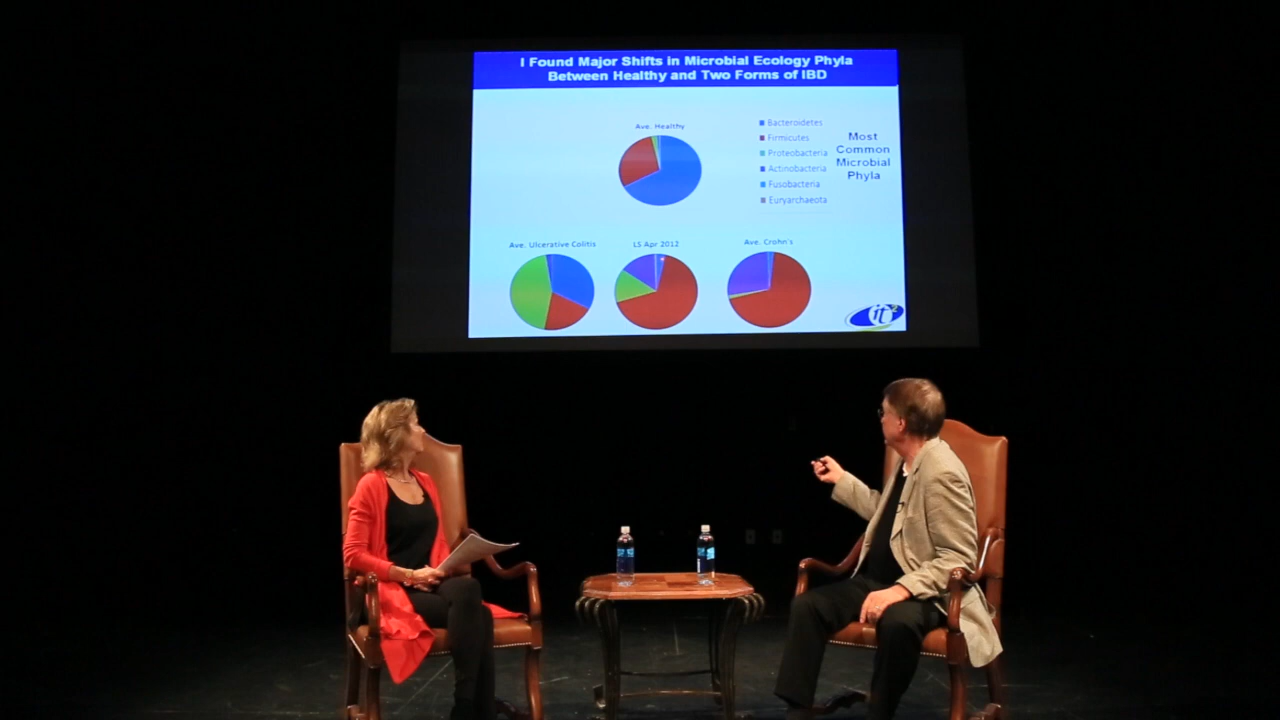 I Found Major Shifts in Microbial Ecology Phyla
Between Healthy and Two Forms of IBD
Ave. Healthy
Bacteroidetes
Firmicutes
Proteobacteria
Actinobacteria
Fusobacteria
Euryarchaeota
Most
Common
Microbial
Phyla
Ave. Ulcerative Colitis
LS Apr 2012
Ave. Crohn's
it2